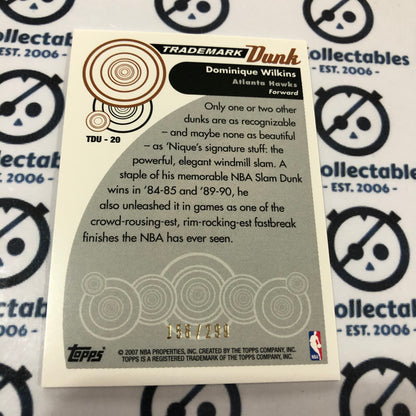 Collectables
EST. 2006
TRADEMARK Dunk
Dominique Wilkins
Atlanta Hawks
Forward
TDU - 20
Only one or two other
dunks are as recognizable
– and maybe none as beautiful
– as ’Nique’s signature stuff: the
powerful, elegant windmill slam. A
staple of his memorable NBA Slam Dunk
wins in ’84-85 and ’89-90, he
also unleashed it in games as one of the
crowd-rousing-est, rim-rocking-est fastbreak
finishes the NBA has ever seen.
Topps
© 2007 NBA PROPERTIES, INC. CREATED BY THE TOPPS COMPANY, INC.
TOPPS IS A REGISTERED TRADEMARK OF THE TOPPS COMPANY, INC.
NBA
Collectables
- EST. 2006 -